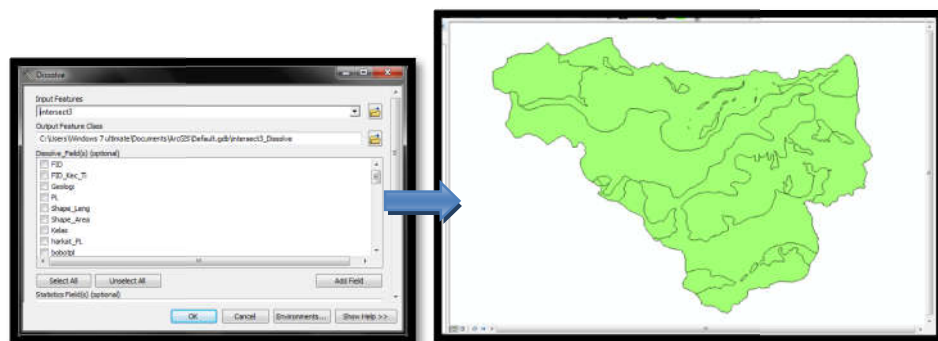 Dissolve
Input Features
intersect3
Output Feature Class
C:\Users\Windows 7 ultimate\Documents\ArcGIS\Default.gdb\intersect3_Dissolve
Dissolve_Field(s) (optional)
FID
FID_Kec_Ti
Geologi
PL
Shape_Leng
Shape_Area
Kelas
harkat_PL
bobotpl
Select All
Unselect All
Add Field
Statistics Field(s) (optional)
OK
Cancel
Environments...
Show Help >>